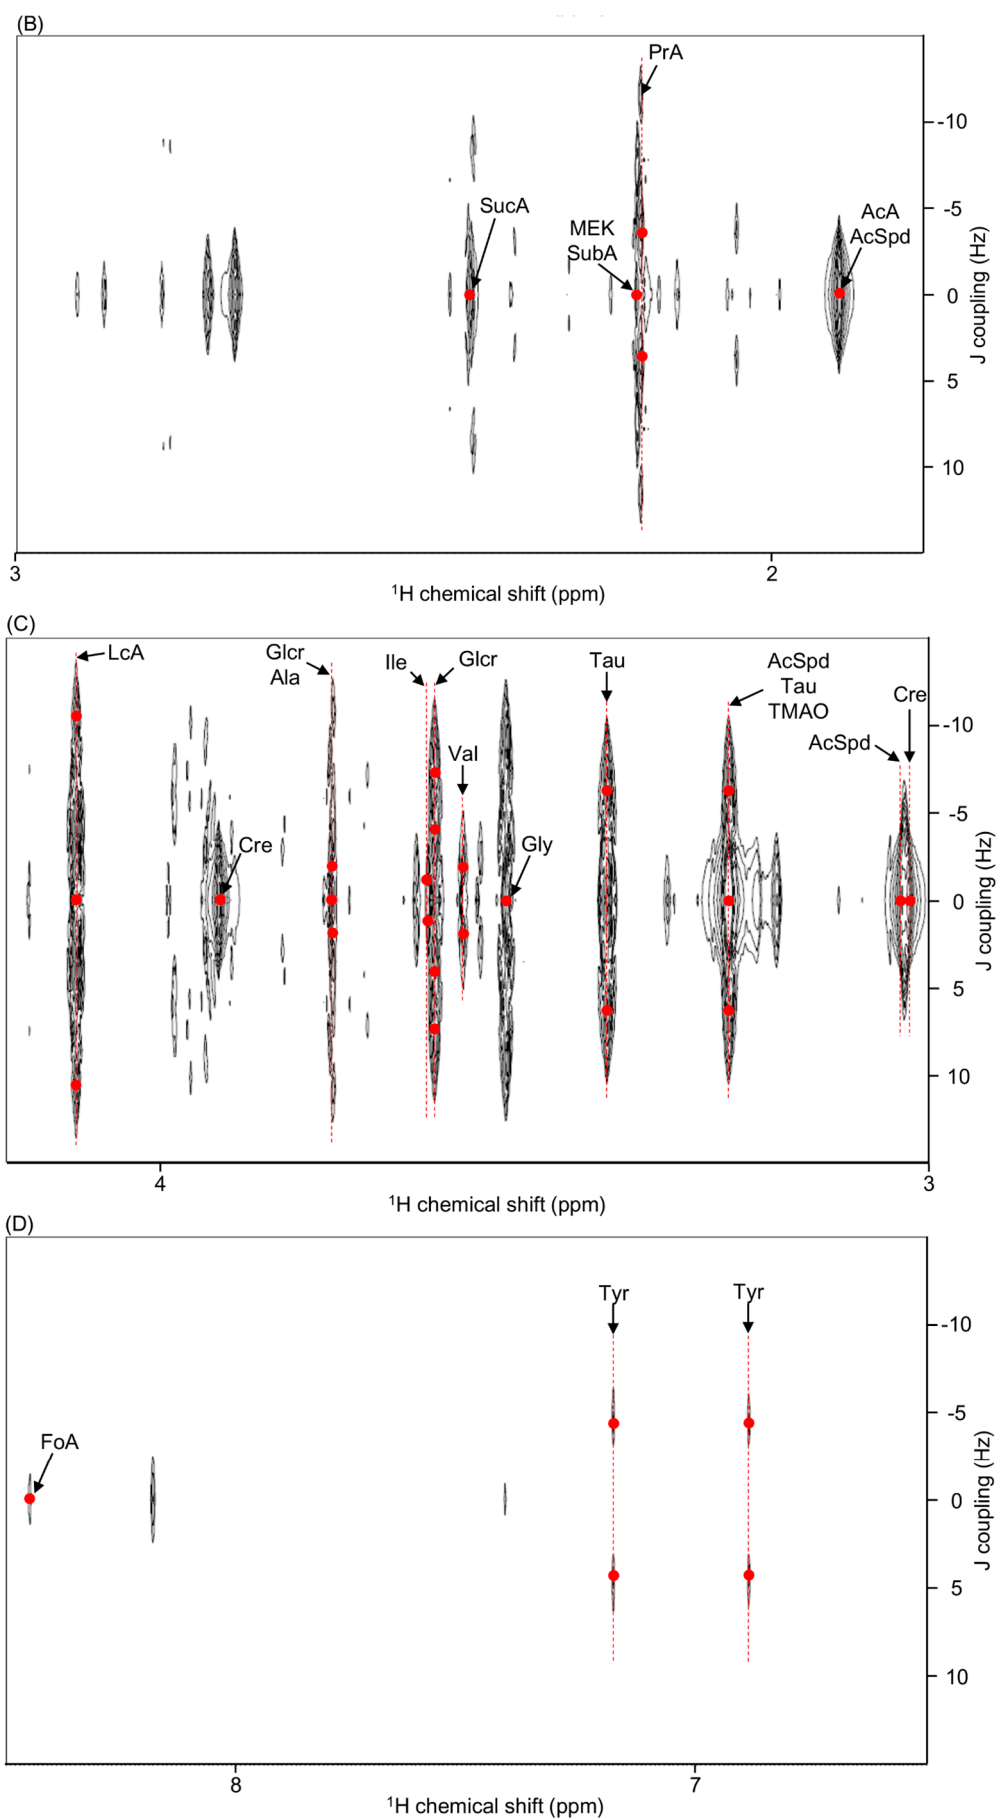 (B)
PrA
-10
SucA
AcA
AcSpd
MEK
SubA
-5
0
5
10
J coupling (Hz)
3
2
¹H chemical shift (ppm)
(C)
LcA
Glcr
Ala
Ile
Glcr
Tau
AcSpd
Tau
TMAO
Cre
AcSpd
Val
Cre
Gly
-10
-5
0
5
10
J coupling (Hz)
4
3
¹H chemical shift (ppm)
(D)
Tyr
Tyr
FoA
-10
-5
0
5
10
J coupling (Hz)
8
7
¹H chemical shift (ppm)